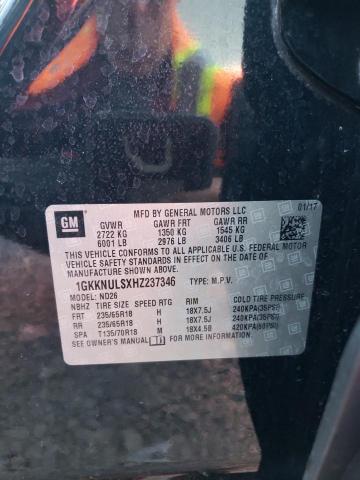 GM
MFD BY GENERAL MOTORS LLC 01/17
GVWR GAWR FRT GAWR RR
2722 KG 1350 KG 1545 KG
6001 LB 2976 LB 3406 LB
THIS VEHICLE CONFORMS TO ALL APPLICABLE U.S. FEDERAL MOTOR
VEHICLE SAFETY, BUMPER, AND THEFT PREVENTION STANDARDS
IN EFFECT ON THE DATE OF MANUFACTURE SHOWN ABOVE.
1GKKNULSXHZ237346 TYPE: M.P.V.
MODEL: ND26
NBHZ TIRE SIZE SPEED RTG RIM COLD TIRE PRESSURE
FRT 235/65R18 H 18X7.5J 240KPA(35PSI)
RR 235/65R18 H 18X7.5J 240KPA(35PSI)
SPA T135/70R18 M 18X4.5B 420KPA(60PSI)
SEE OWNER'S MANUAL FOR MORE INFORMATION.